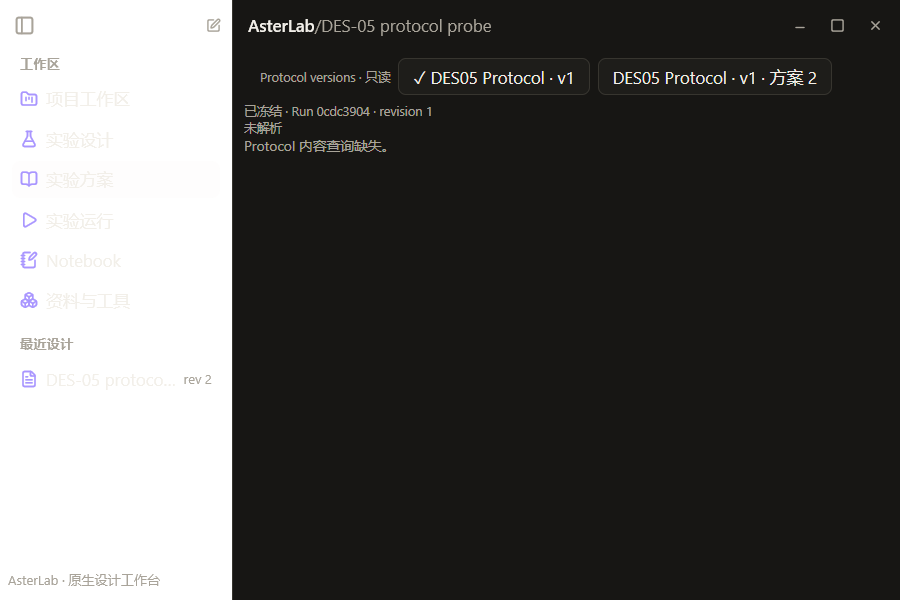 工作区
项目工作区
实验设计
实验方案
实验运行
Notebook
资料与工具
最近设计
DES-05 protoco... rev 2
AsterLab · 原生设计工作台
AsterLab/DES-05 protocol probe
Protocol versions · 只读 ✓ DES05 Protocol · v1 DES05 Protocol · v1 · 方案 2
已冻结 · Run 0cdc3904 · revision 1
未解析
Protocol 内容查询缺失。